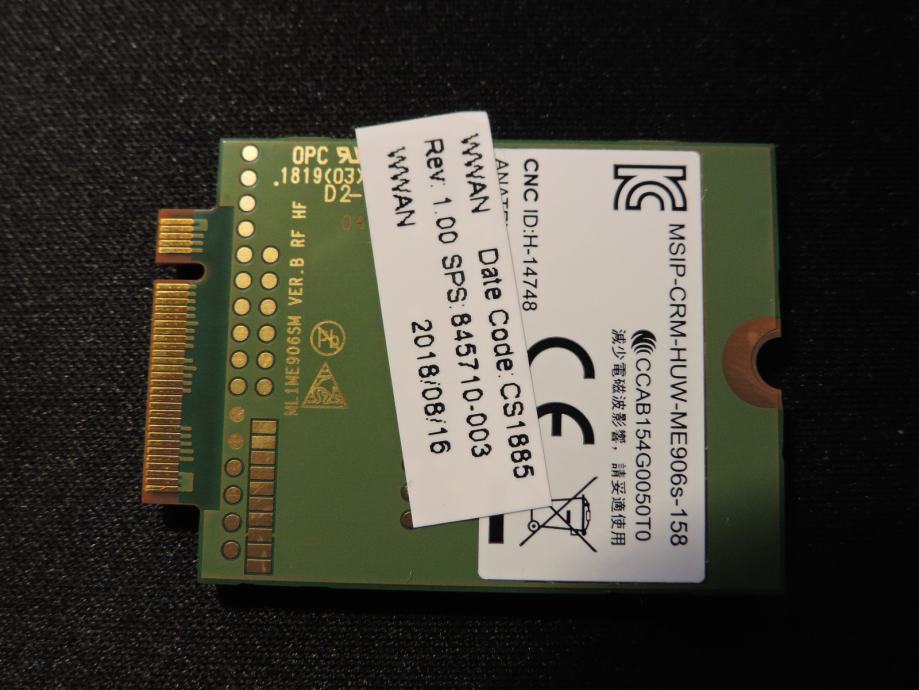 OPC
.1819(03)
D2-
ML1ME906SM VER.B RF HF
WWAN Date Code:CS1885
Rev: 1.00 SPS:845710-003
WWAN 2018/08/16
CNC ID:H-14748
CE
MSIP-CRM-HUW-ME906s-158
CCAB154G0050T0
減少電磁波影響，請妥適使用